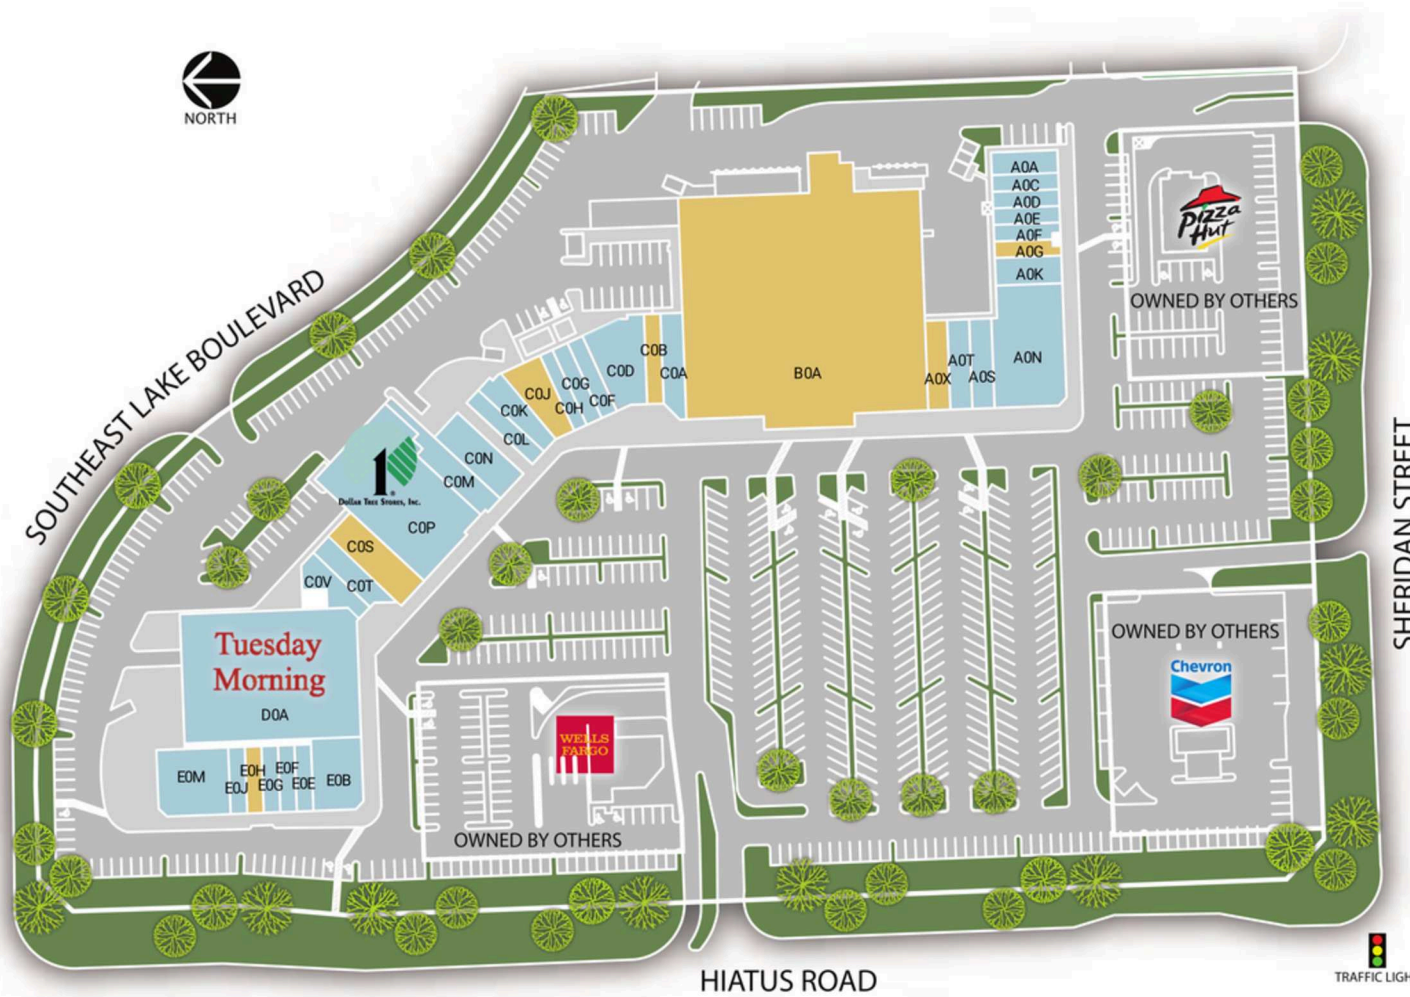 NORTH
SOUTHEAST LAKE BOULEVARD
A0A
A0C
A0D
A0E
A0F
A0G
A0K
A0N
A0T
A0S
A0X
B0A
C0B
C0A
C0D
C0G
C0F
C0J
C0H
C0K
C0L
C0N
C0M
1
Dollar Tree Stores, Inc.
C0P
C0S
C0V
C0T
Pizza
Hut
OWNED BY OTHERS
SHERIDAN STREET
OWNED BY OTHERS
Chevron
Tuesday
Morning
D0A
E0M
E0J
E0H
E0G
E0F
E0E
E0B
WELLS
FARGO
OWNED BY OTHERS
HIATUS ROAD
TRAFFIC LIGH